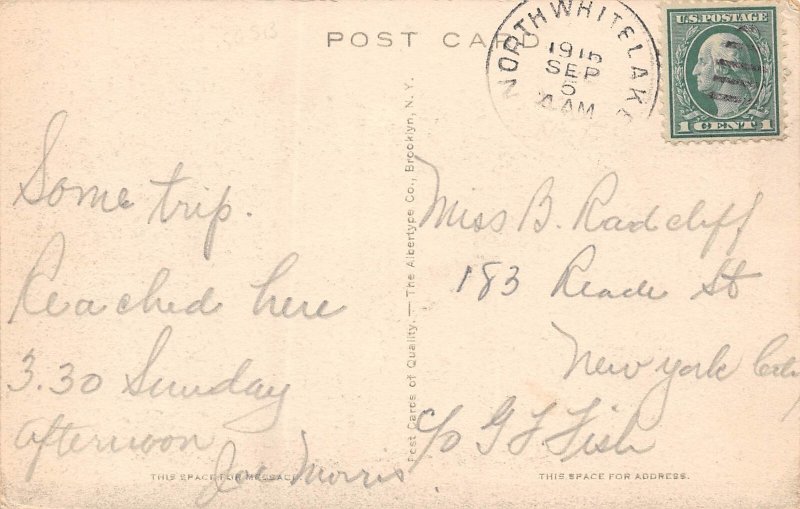 POST CARD
NORTH WHITE LAKE
1916
SEP
5
AM
U.S. POSTAGE
1 CENT 1
Some trip.
Reached here
3.30 Sunday
afternoon
Joe Morris.
THIS SPACE FOR MESSAGE.
Post Cards of Quality. — The Albertype Co., Brooklyn, N. Y.
Miss B. Radcliff
183 Reade St
New York City
c/o G F Fish
THIS SPACE FOR ADDRESS.